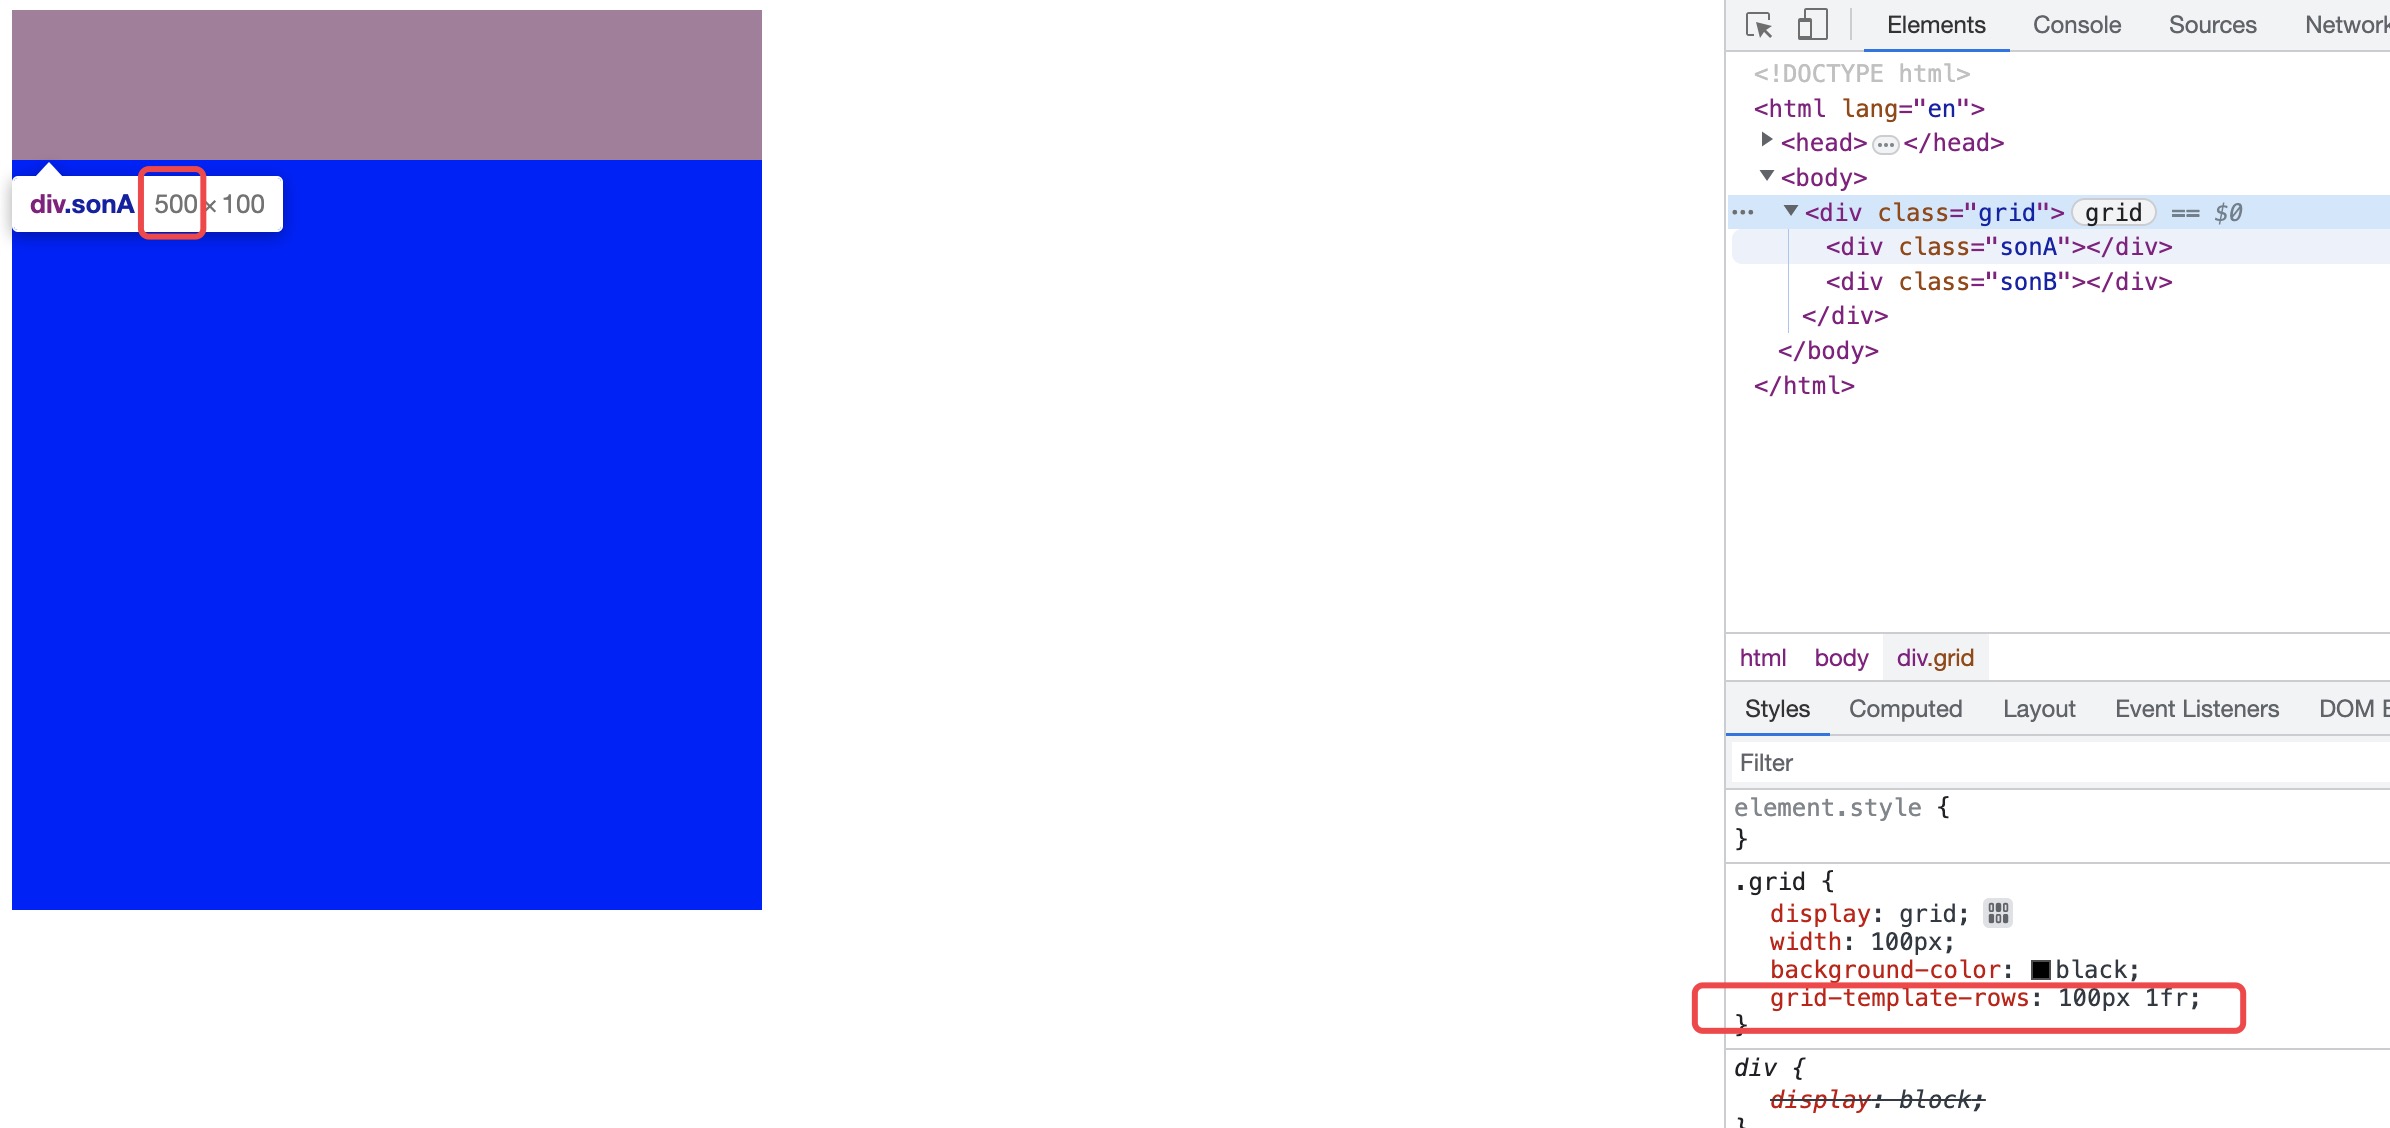 div.sonA 500 × 100
Elements Console Sources Network
<!DOCTYPE html>
<html lang="en">
<head>…</head>
<body>
<div class="grid"> grid == $0
<div class="sonA"></div>
<div class="sonB"></div>
</div>
</body>
</html>
html body div.grid
Styles Computed Layout Event Listeners DOM
Filter
element.style {
}
.grid {
display: grid;
width: 100px;
background-color: black;
grid-template-rows: 100px 1fr;
}
div {
display: block;
}